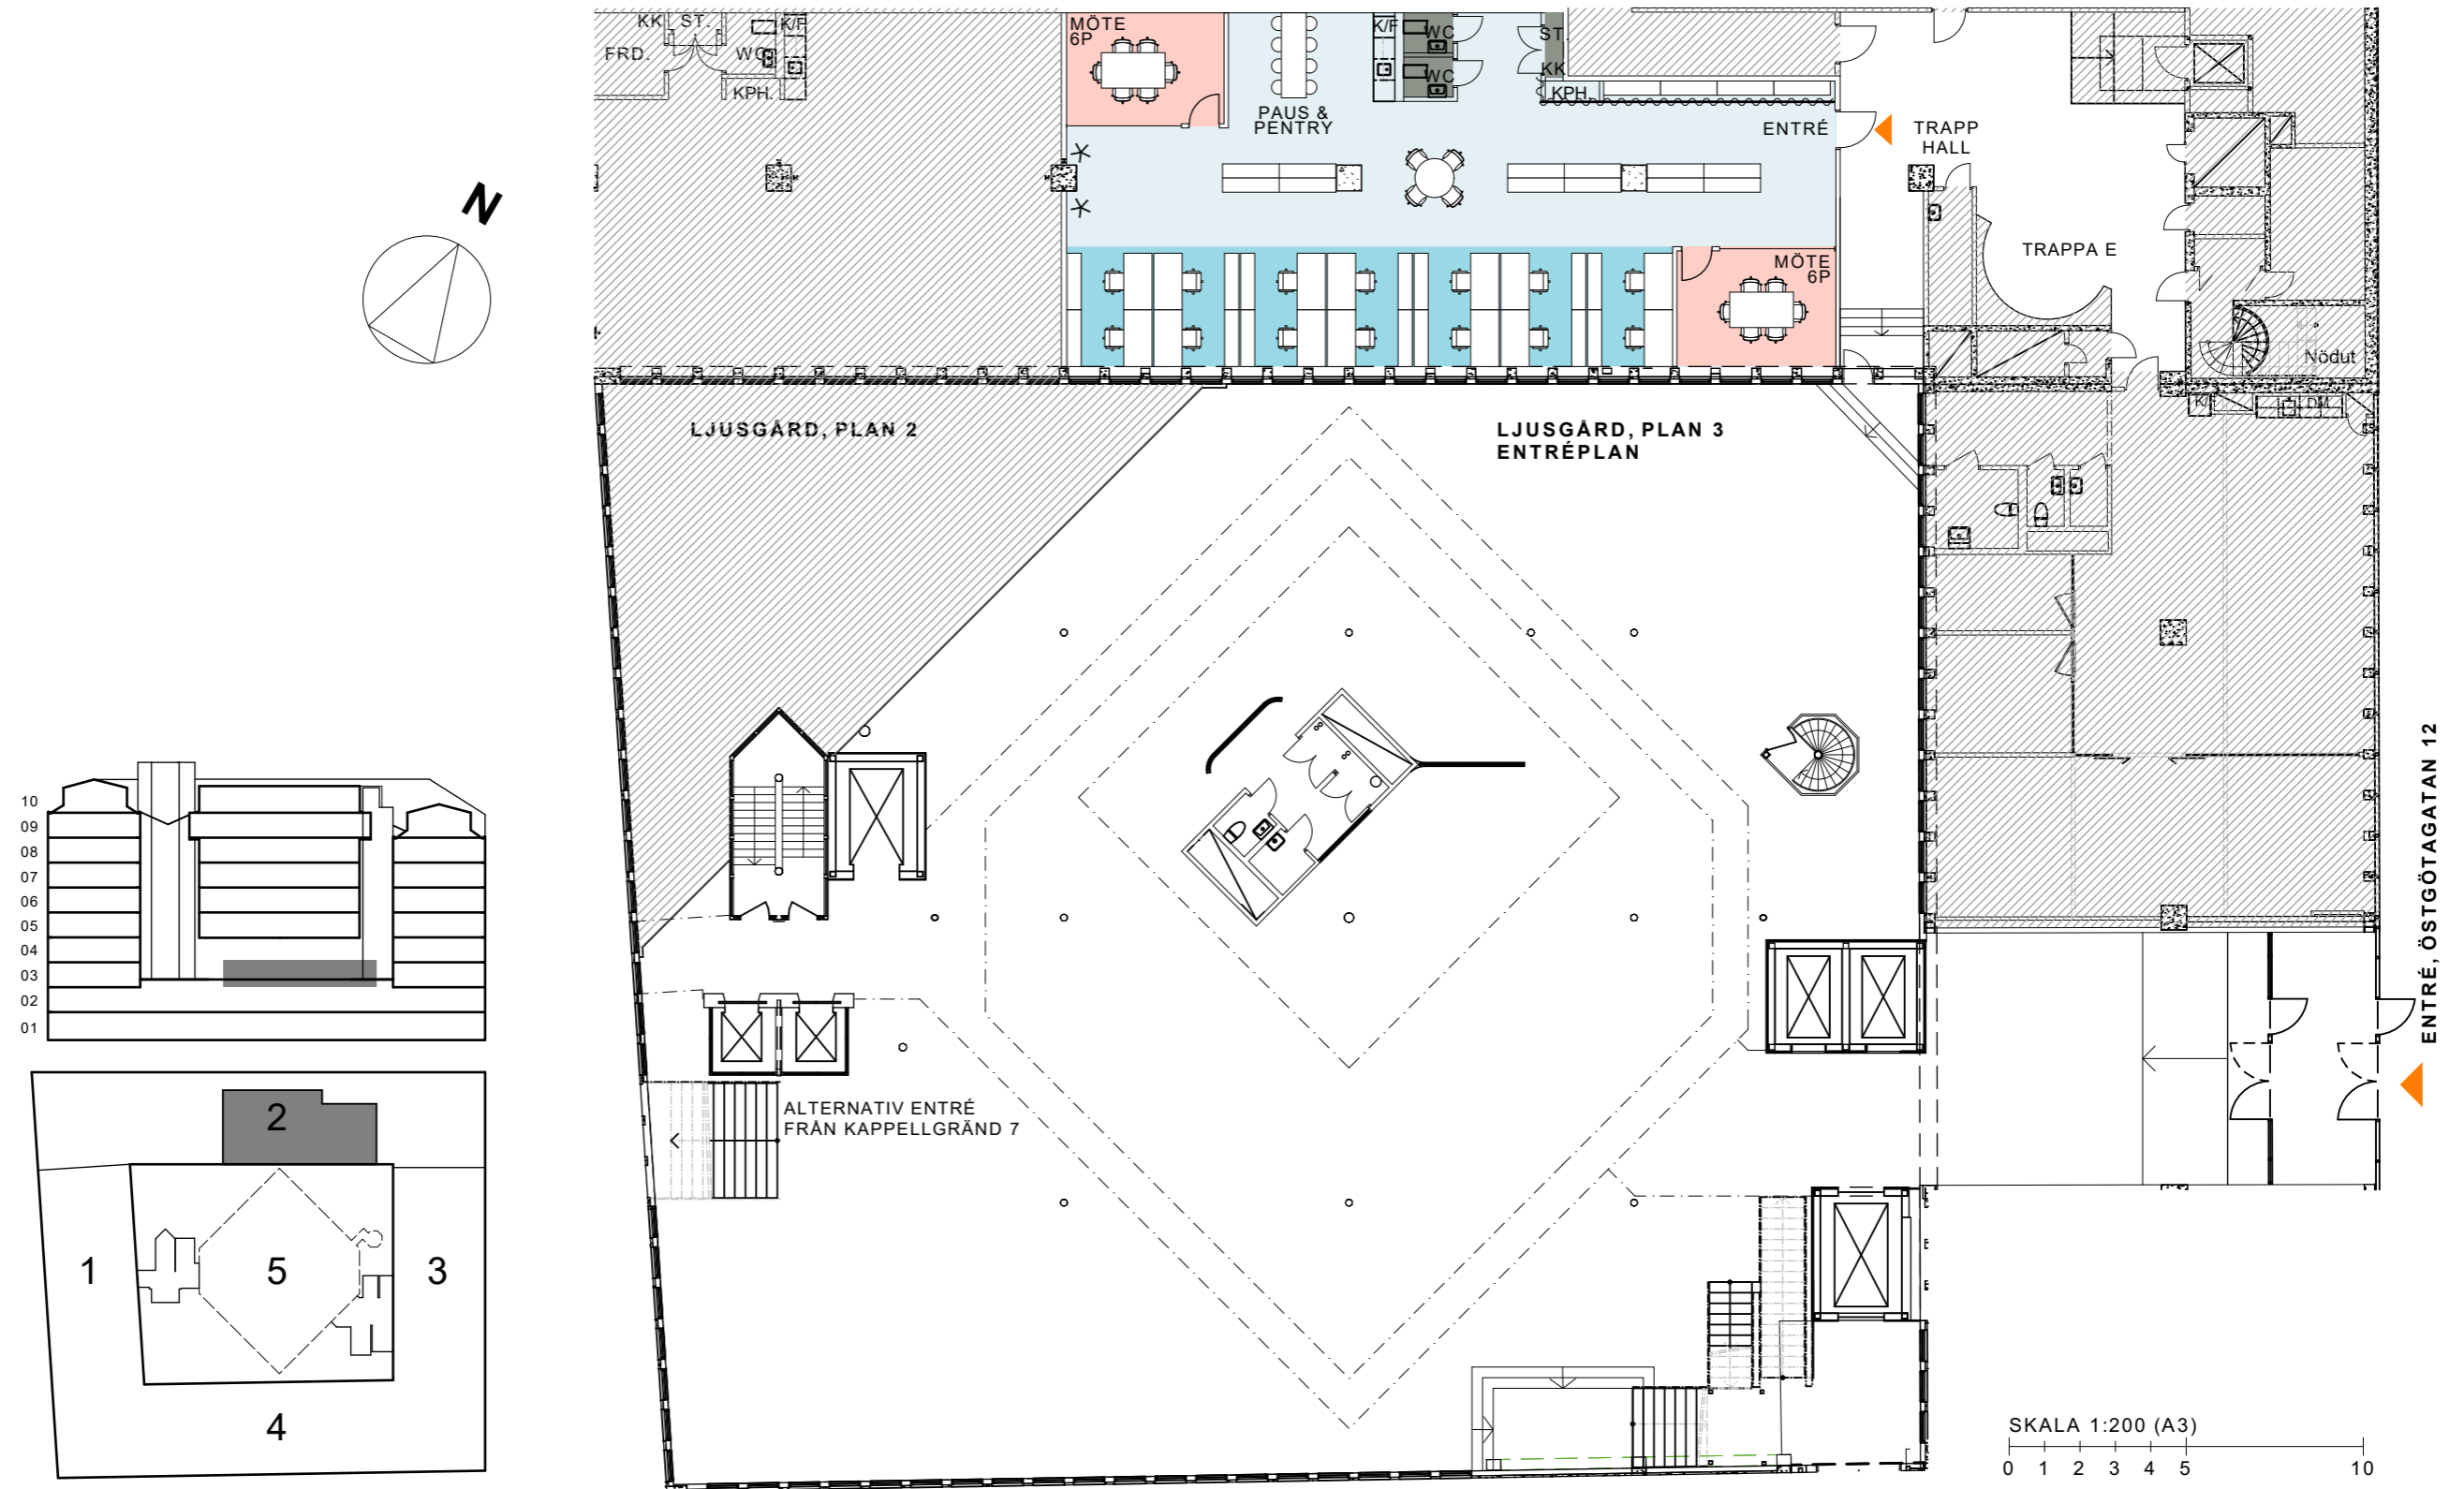 KK
ST.
K/F
FRD.
WC
KPH.
MÖTE
6P
PAUS &
PENTRY
K/F
WC
WC
ST.
KK
KPH.
ENTRÉ
TRAPP
HALL
TRAPPA E
MÖTE
6P
Nödut
K/
DM
N
LJUSGÅRD, PLAN 2
LJUSGÅRD, PLAN 3
ENTRÉPLAN
ENTRÉ, ÖSTGÖTAGATAN 12
10
09
08
07
06
05
04
03
02
01
2
1
5
3
4
ALTERNATIV ENTRÉ
FRÅN KAPPELLGRÄND 7
SKALA 1:200 (A3)
0 1 2 3 4 5 10